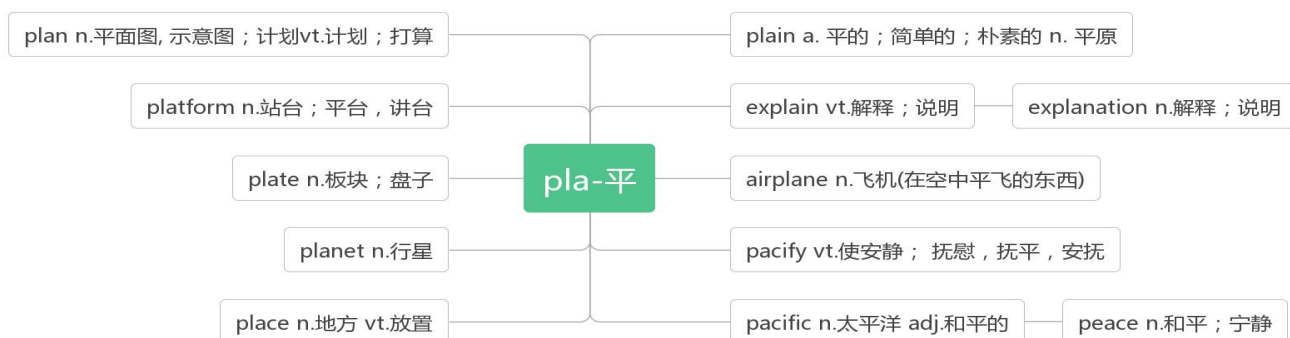 plan n.平面图, 示意图；计划vt.计划；打算
platform n.站台；平台，讲台
plate n.板块；盘子
planet n.行星
place n.地方 vt.放置
pla-平
plain a. 平的；简单的；朴素的 n. 平原
explain vt.解释；说明
explanation n.解释；说明
airplane n.飞机(在空中平飞的东西)
pacify vt.使安静； 抚慰，抚平，安抚
pacific n.太平洋 adj.和平的
peace n.和平；宁静